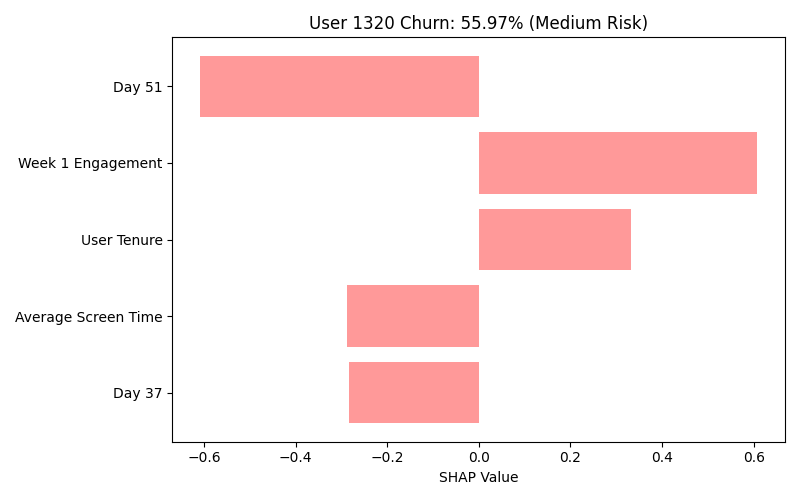 User 1320 Churn: 55.97% (Medium Risk)
Day 51
Week 1 Engagement
User Tenure
Average Screen Time
Day 37
−0.6 −0.4 −0.2 0.0 0.2 0.4 0.6
SHAP Value